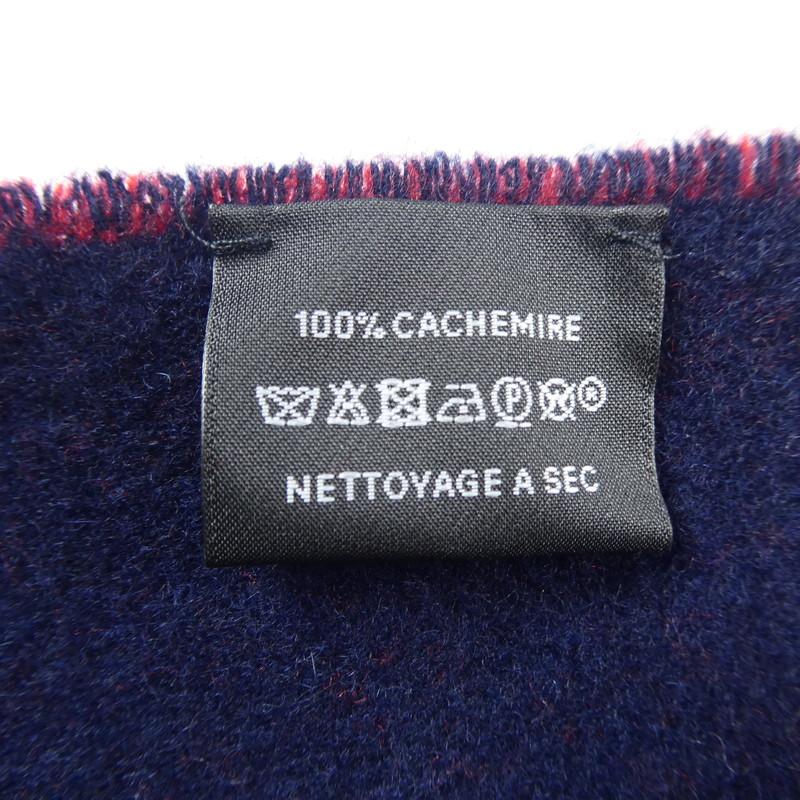 100% CACHEMIRE
P W ®
NETTOYAGE A SEC